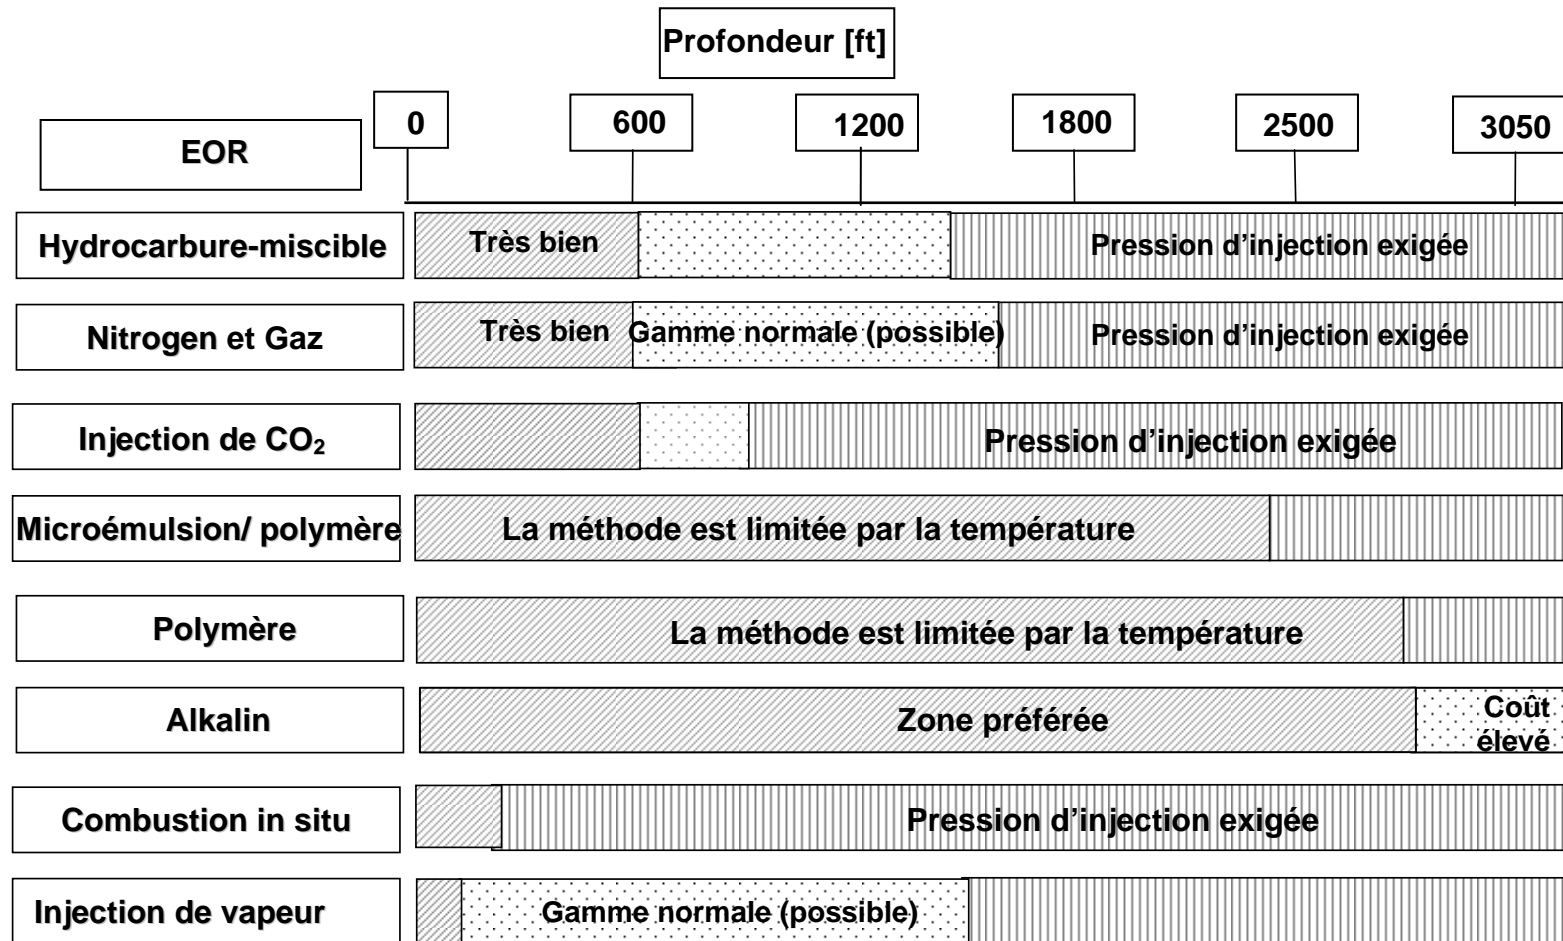 Profondeur [ft]
EOR
0 600 1200 1800 2500 3050
Hydrocarbure-miscible Très bien Pression d’injection exigée
Nitrogen et Gaz Très bien Gamme normale (possible) Pression d’injection exigée
Injection de CO₂ Pression d’injection exigée
Microémulsion/ polymère La méthode est limitée par la température
Polymère La méthode est limitée par la température
Alkalin Zone préférée Coût
élevé
Combustion in situ Pression d’injection exigée
Injection de vapeur Gamme normale (possible)